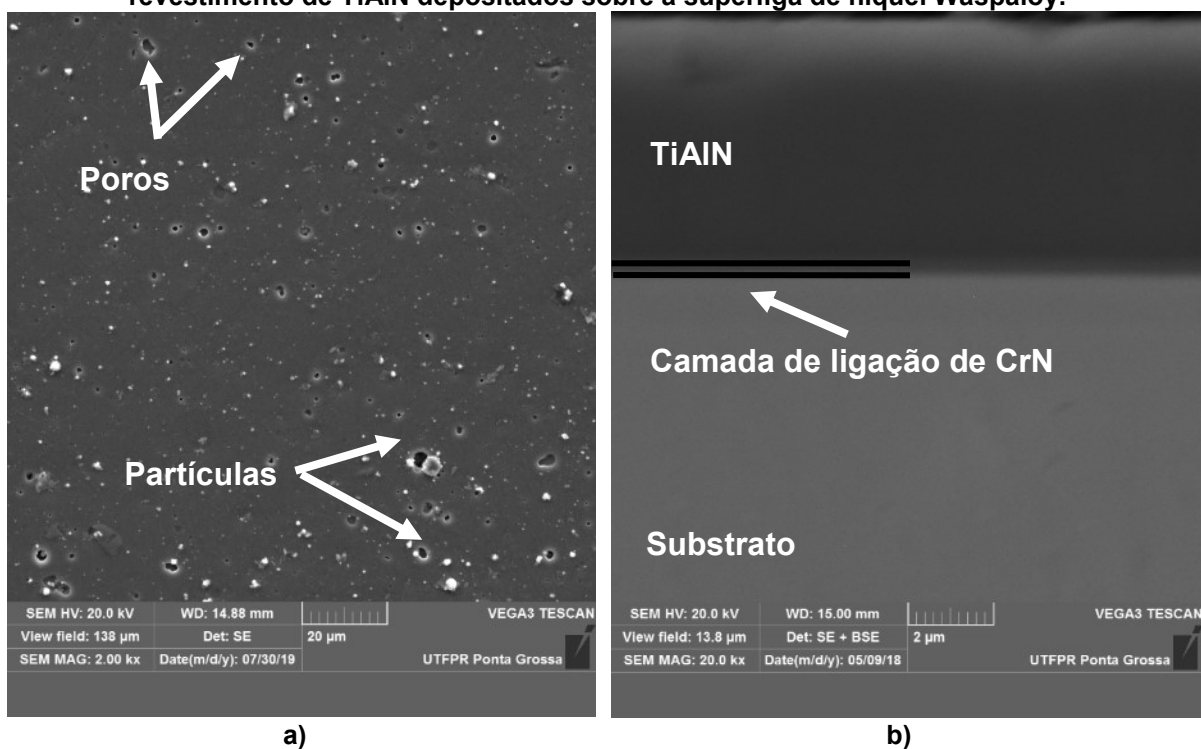 revestimento de TiAlN depositados sobre a superliga de níquel Waspaloy.
Poros
Partículas
SEM HV: 20.0 kV WD: 14.88 mm VEGA3 TESCAN
View field: 138 µm Det: SE 20 µm
SEM MAG: 2.00 kx Date(m/d/y): 07/30/19 UTFPR Ponta Grossa
a)
TiAlN
Camada de ligação de CrN
Substrato
SEM HV: 20.0 kV WD: 15.00 mm VEGA3 TESCAN
View field: 13.8 µm Det: SE + BSE 2 µm
SEM MAG: 20.0 kx Date(m/d/y): 05/09/18 UTFPR Ponta Grossa
b)